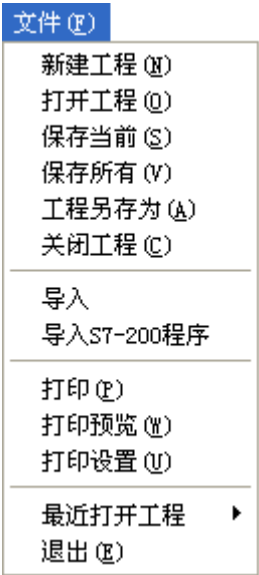 文件(F)
新建工程(N)
打开工程(O)
保存当前(S)
保存所有(V)
工程另存为(A)
关闭工程(C)
导入
导入S7-200程序
打印(P)
打印预览(W)
打印设置(U)
最近打开工程
退出(E)